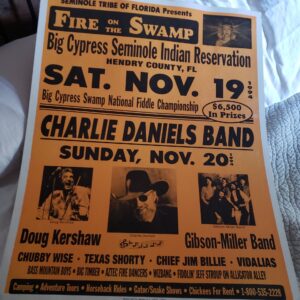 SEMINOLE TRIBE OF FLORIDA Presents
FIRE ON THE SWAMP
Big Cypress Seminole Indian Reservation
HENDRY COUNTY, FL
SAT. NOV. 19
Big Cypress Swamp National Fiddle Championship
$6,500
In Prizes
CHARLIE DANIELS BAND
SUNDAY, NOV. 20
Doug Kershaw
Gibson-Miller Band
CHUBBY WISE · TEXAS SHORTY · CHIEF JIM BILLIE · VIDALIAS
BASS MOUNTAIN BOYS · BIG TIMBER · AZTEC FIRE DANCERS · WEBANG · FIDDLIN' JEFF STROUP ON ALLIGATOR ALLEY
Camping · Adventure Tours · Horseback Rides · Gator/Snake Shows · Chickees For Rent · 1-800-535-2228